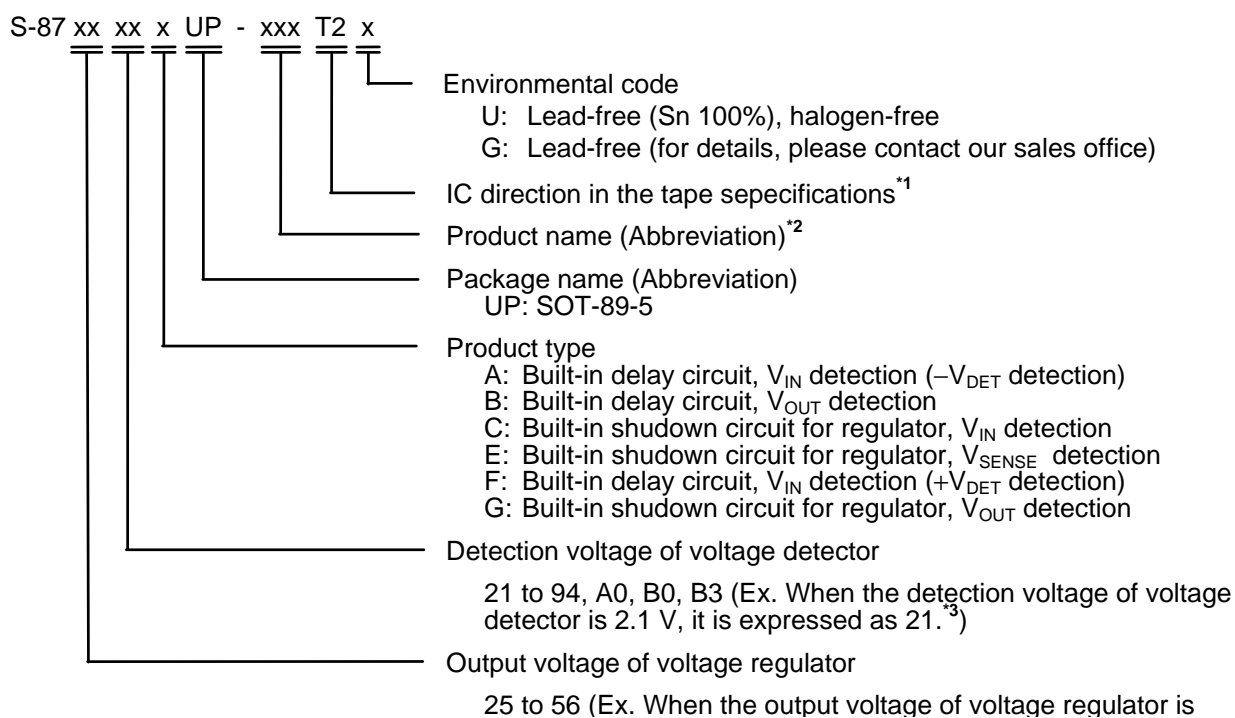 S-87 xx xx x UP - xxx T2 x
Environmental code
U: Lead-free (Sn 100%), halogen-free
G: Lead-free (for details, please contact our sales office)
IC direction in the tape sepecifications*1
Product name (Abbreviation)*2
Package name (Abbreviation)
UP: SOT-89-5
Product type
A: Built-in delay circuit, VIN detection (−VDET detection)
B: Built-in delay circuit, VOUT detection
C: Built-in shudown circuit for regulator, VIN detection
E: Built-in shudown circuit for regulator, VSENSE detection
F: Built-in delay circuit, VIN detection (+VDET detection)
G: Built-in shudown circuit for regulator, VOUT detection
Detection voltage of voltage detector
21 to 94, A0, B0, B3 (Ex. When the detection voltage of voltage
detector is 2.1 V, it is expressed as 21.*3)
Output voltage of voltage regulator
25 to 56 (Ex. When the output voltage of voltage regulator is